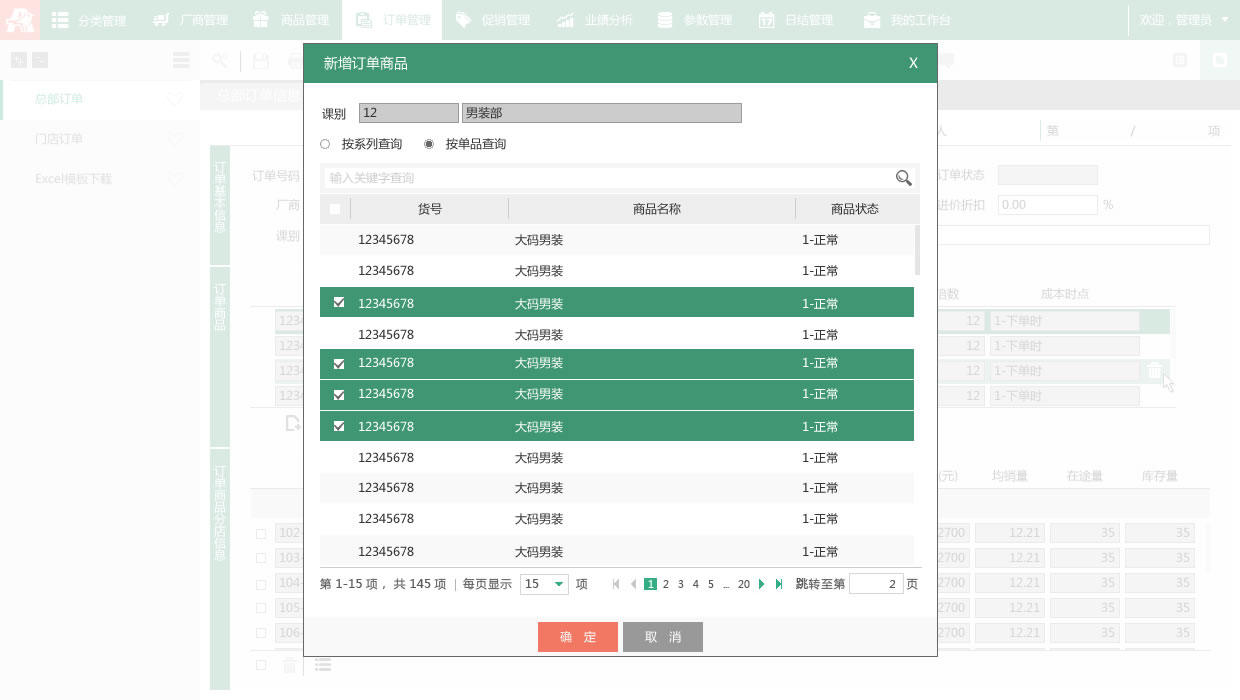 分类管理 厂商管理 商品管理 订单管理 促销管理 业绩分析 参数管理 日结管理 我的工作台 欢迎，管理员
新增订单商品 X
总部订单
总部订单信息
门店订单
Excel模板下载
人 第 / 项
订单基本信息
订单商品
订单商品分店信息
订单号码
厂商
课别
订单状态
进价折扣 0.00 %
倍数 成本时点
1234 12 1-下单时
1234 12 1-下单时
1234 12 1-下单时
1234 12 1-下单时
(元) 均销量 在途量 库存量
102- 2700 12.21 35 35
103- 2700 12.21 35 35
104- 2700 12.21 35 35
105- 2700 12.21 35 35
106- 2700 12.21 35 35
课别 12 男装部
按系列查询 按单品查询
输入关键字查询
货号 商品名称 商品状态
12345678 大码男装 1-正常
12345678 大码男装 1-正常
12345678 大码男装 1-正常
12345678 大码男装 1-正常
12345678 大码男装 1-正常
12345678 大码男装 1-正常
12345678 大码男装 1-正常
12345678 大码男装 1-正常
12345678 大码男装 1-正常
12345678 大码男装 1-正常
12345678 大码男装 1-正常
第 1-15 项，共 145 项 | 每页显示 15 项 1 2 3 4 5 ... 20 跳转至第 2 页
确 定 取 消